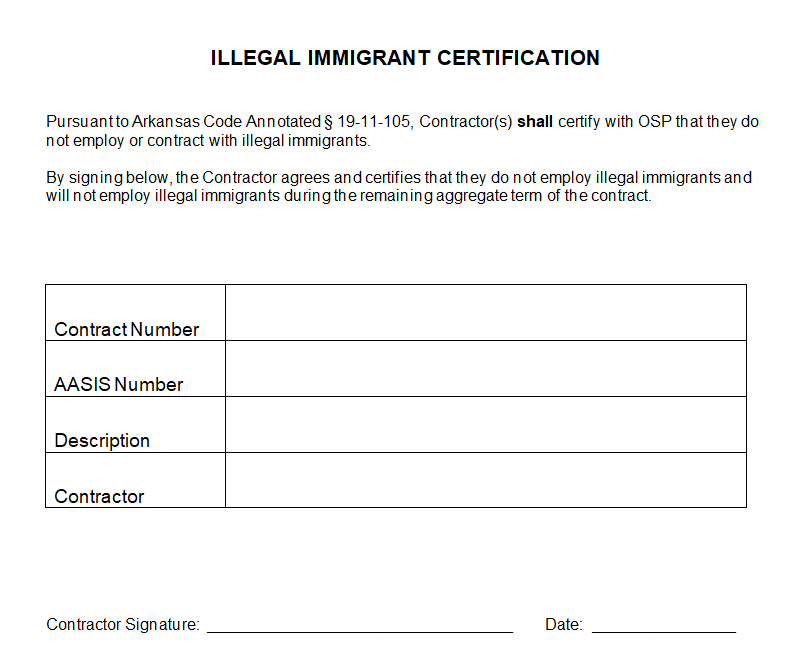 ILLEGAL IMMIGRANT CERTIFICATION
Pursuant to Arkansas Code Annotated § 19-11-105, Contractor(s) shall certify with OSP that they do
not employ or contract with illegal immigrants.
By signing below, the Contractor agrees and certifies that they do not employ illegal immigrants and
will not employ illegal immigrants during the remaining aggregate term of the contract.
Contract Number
AASIS Number
Description
Contractor
Contractor Signature: Date: